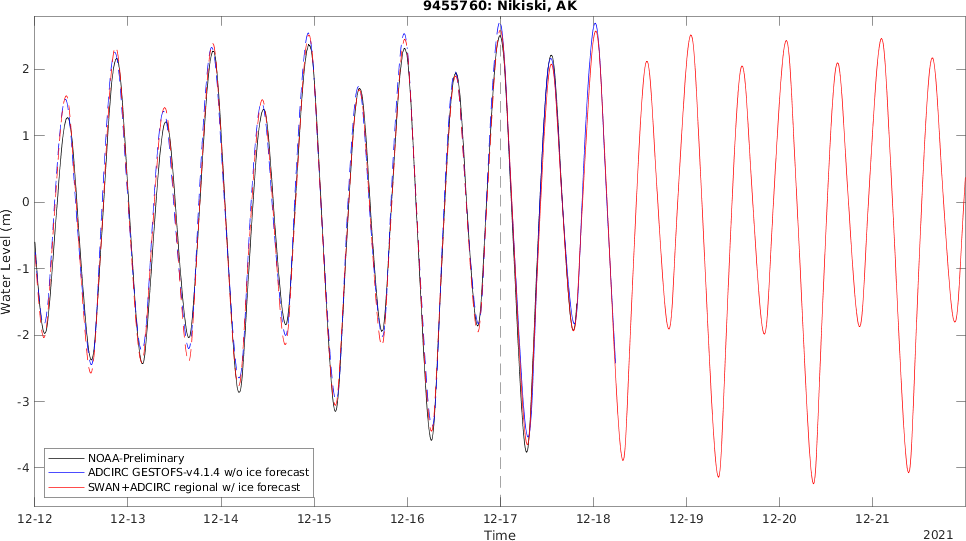 9455760: Nikiski, AK
Water Level (m)
2
1
0
-1
-2
-3
-4
NOAA-Preliminary
ADCIRC GESTOFS-v4.1.4 w/o ice forecast
SWAN+ADCIRC regional w/ ice forecast
12-12 12-13 12-14 12-15 12-16 12-17 12-18 12-19 12-20 12-21
Time
2021